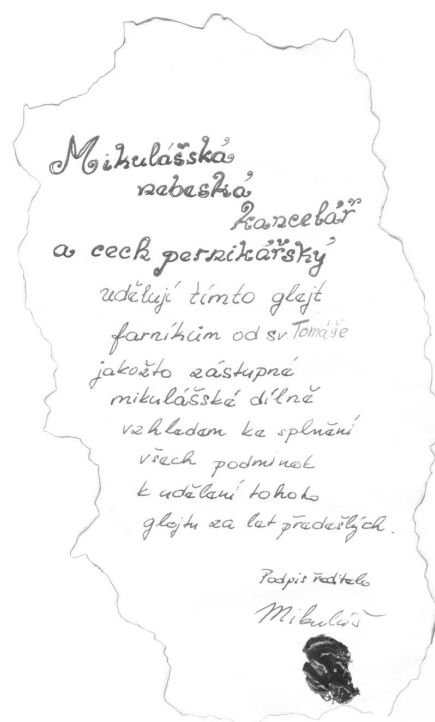 Mikulášská
nebeská
kancelář
a cech pernikářský
udělují tímto glejt
farníkům od sv. Tomáše
jakožto zástupné
mikulášské dílně
vzhledem ke splnění
všech podmínek
k udělení tohoto
glejtu za let předešlých.
Podpis ředitele
Mikuláš